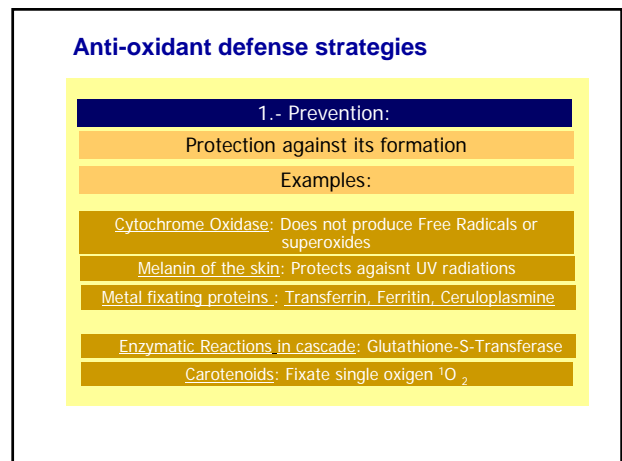 Anti-oxidant defense strategies
1.- Prevention:
Protection against its formation
Examples:
Cytochrome Oxidase: Does not produce Free Radicals or
superoxides
Melanin of the skin: Protects agaisnt UV radiations
Metal fixating proteins : Transferrin, Ferritin, Ceruloplasmine
Enzymatic Reactions in cascade: Glutathione-S-Transferase
Carotenoids: Fixate single oxigen ¹O ₂